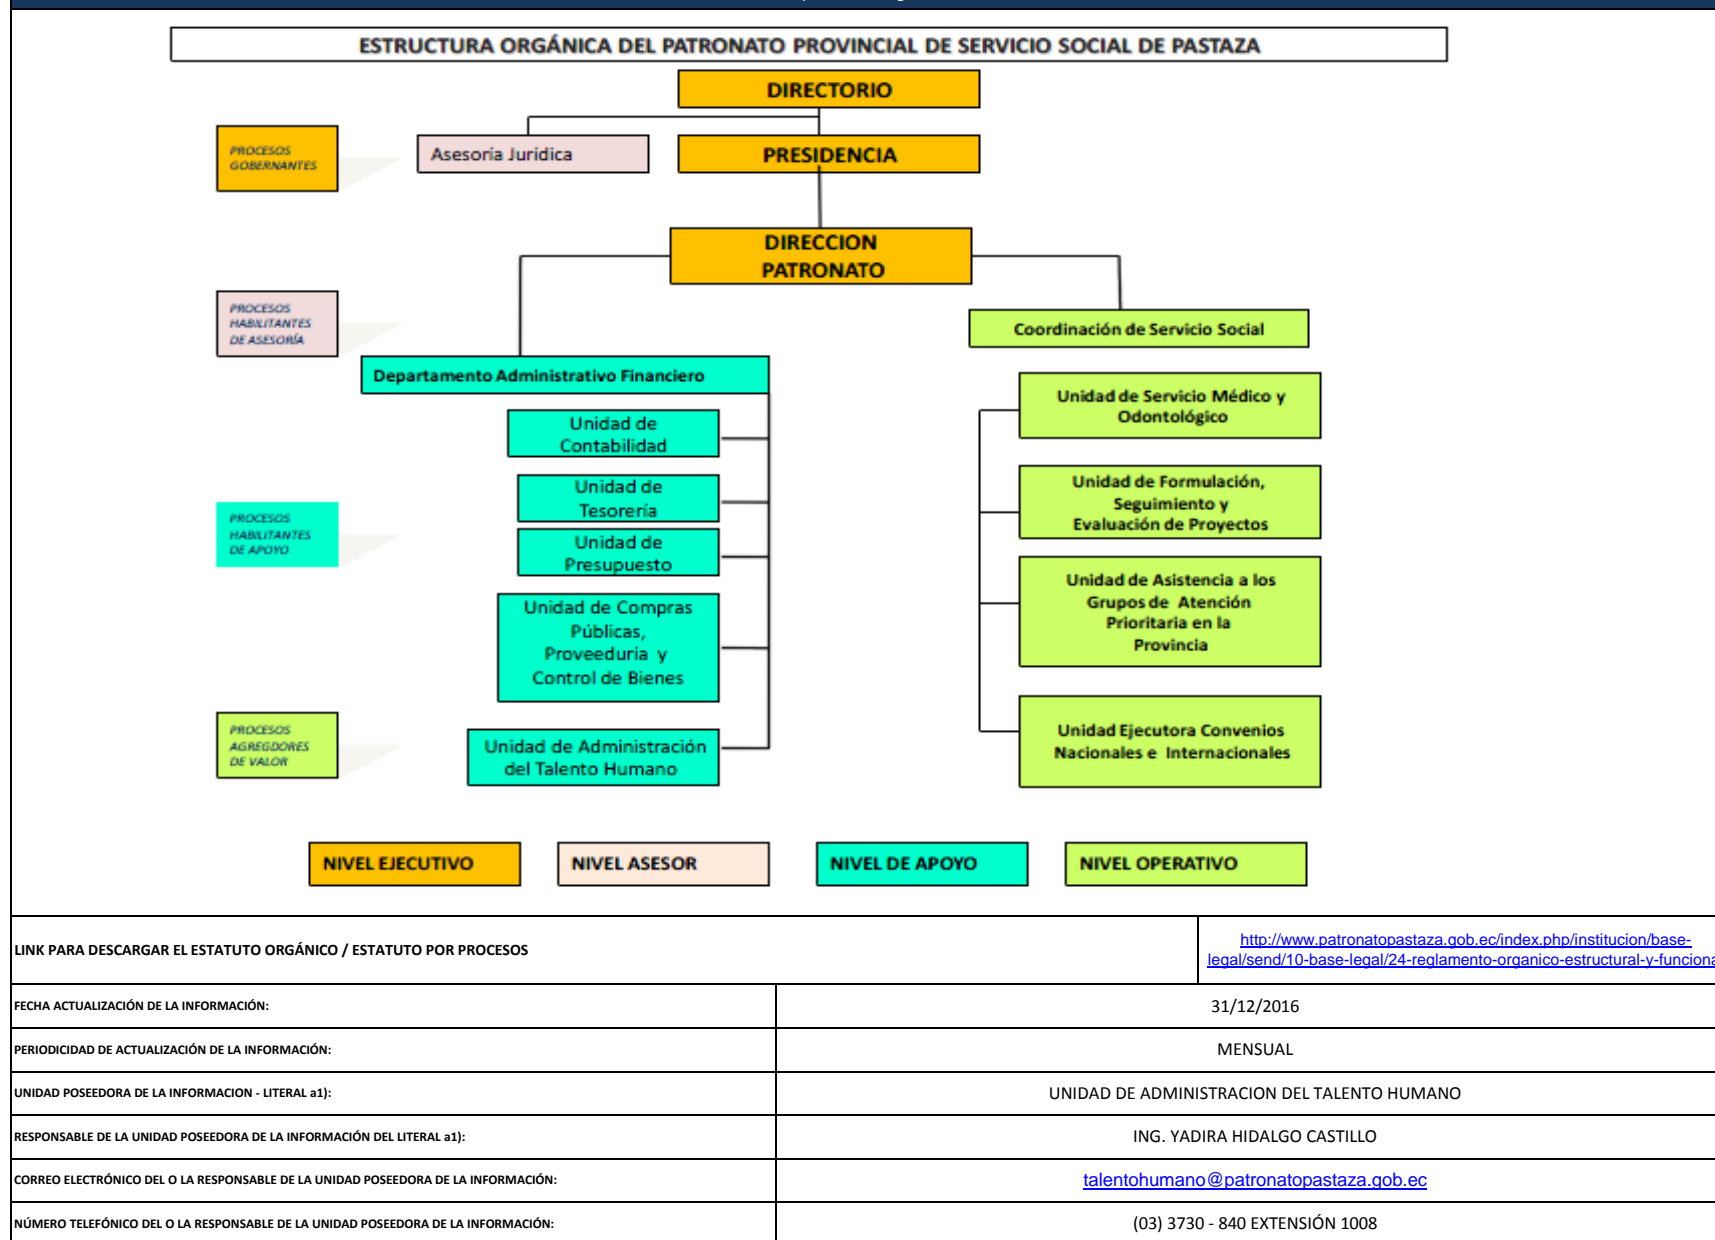 ESTRUCTURA ORGÁNICA DEL PATRONATO PROVINCIAL DE SERVICIO SOCIAL DE PASTAZA
DIRECTORIO
PROCESOS
GOBERNANTES
Asesoría Jurídica
PRESIDENCIA
DIRECCION
PATRONATO
PROCESOS
HABILITANTES
DE ASESORÍA
Coordinación de Servicio Social
Departamento Administrativo Financiero
Unidad de
Contabilidad
Unidad de
Tesorería
Unidad de
Presupuesto
Unidad de Compras
Públicas,
Proveeduria y
Control de Bienes
Unidad de Administración
del Talento Humano
Unidad de Servicio Médico y
Odontológico
Unidad de Formulación,
Seguimiento y
Evaluación de Proyectos
Unidad de Asistencia a los
Grupos de Atención
Prioritaria en la
Provincia
Unidad Ejecutora Convenios
Nacionales e Internacionales
PROCESOS
HABILITANTES
DE APOYO
PROCESOS
AGREGDORES
DE VALOR
NIVEL EJECUTIVO
NIVEL ASESOR
NIVEL DE APOYO
NIVEL OPERATIVO
LINK PARA DESCARGAR EL ESTATUTO ORGÁNICO / ESTATUTO POR PROCESOS
http://www.patronatopastaza.gob.ec/index.php/institucion/base-
legal/send/10-base-legal/24-reglamento-organico-estructural-y-funciona
FECHA ACTUALIZACIÓN DE LA INFORMACIÓN:
31/12/2016
PERIODICIDAD DE ACTUALIZACIÓN DE LA INFORMACIÓN:
MENSUAL
UNIDAD POSEEDORA DE LA INFORMACION - LITERAL a1):
UNIDAD DE ADMINISTRACION DEL TALENTO HUMANO
RESPONSABLE DE LA UNIDAD POSEEDORA DE LA INFORMACIÓN DEL LITERAL a1):
ING. YADIRA HIDALGO CASTILLO
CORREO ELECTRÓNICO DEL O LA RESPONSABLE DE LA UNIDAD POSEEDORA DE LA INFORMACIÓN:
talentohumano@patronatopastaza.gob.ec
NÚMERO TELEFÓNICO DEL O LA RESPONSABLE DE LA UNIDAD POSEEDORA DE LA INFORMACIÓN:
(03) 3730 - 840 EXTENSIÓN 1008